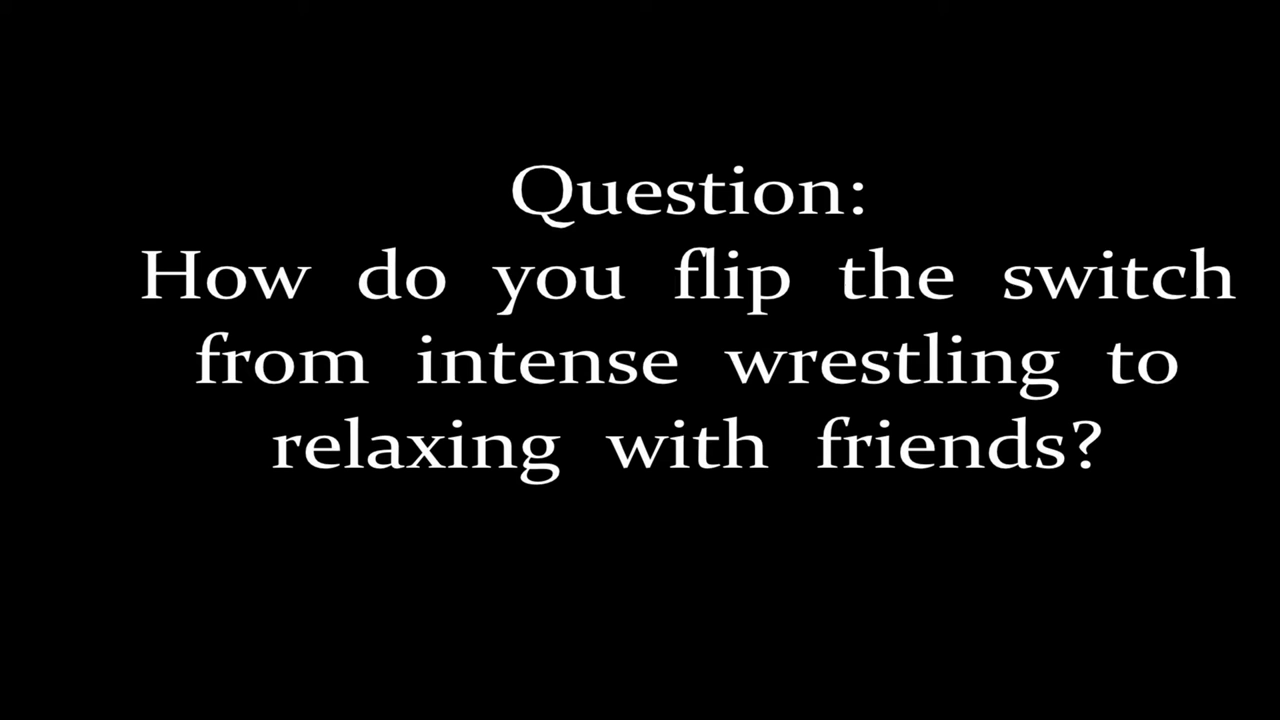 Question:
How do you flip the switch
from intense wrestling to
relaxing with friends?